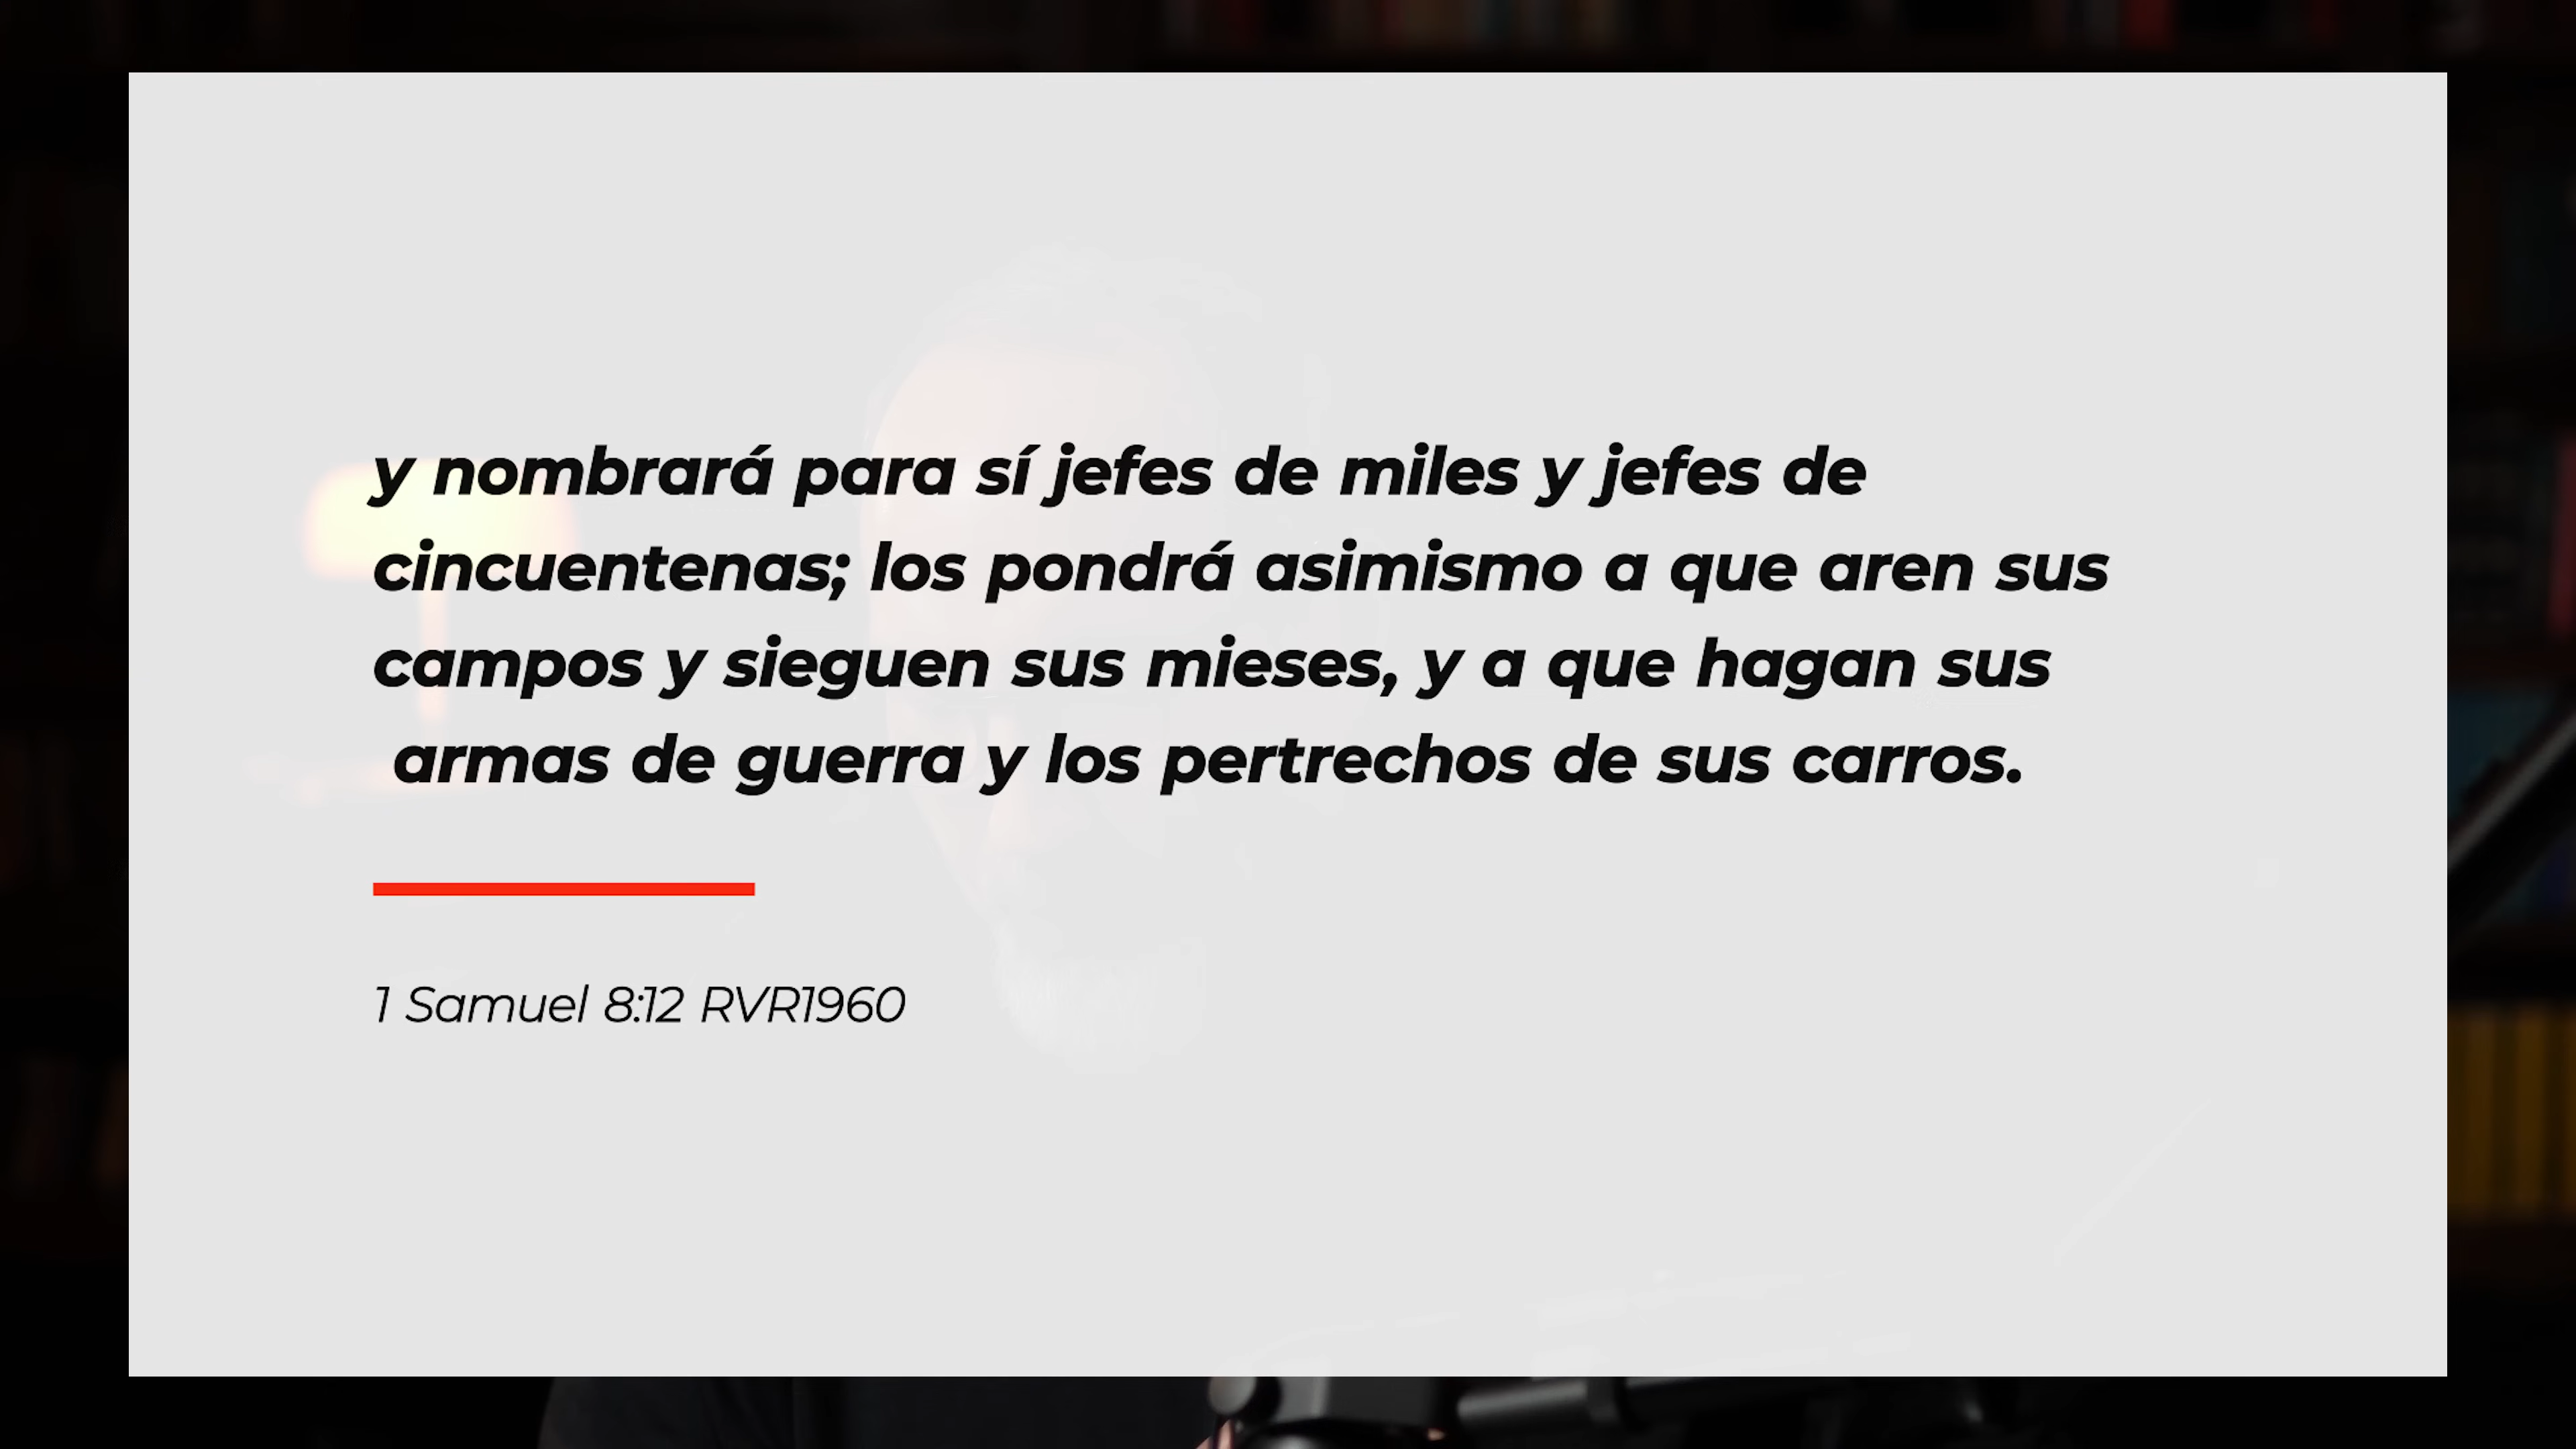 y nombrará para sí jefes de miles y jefes de
cincuentenas; los pondrá asimismo a que aren sus
campos y sieguen sus mieses, y a que hagan sus
armas de guerra y los pertrechos de sus carros.
1 Samuel 8:12 RVR1960